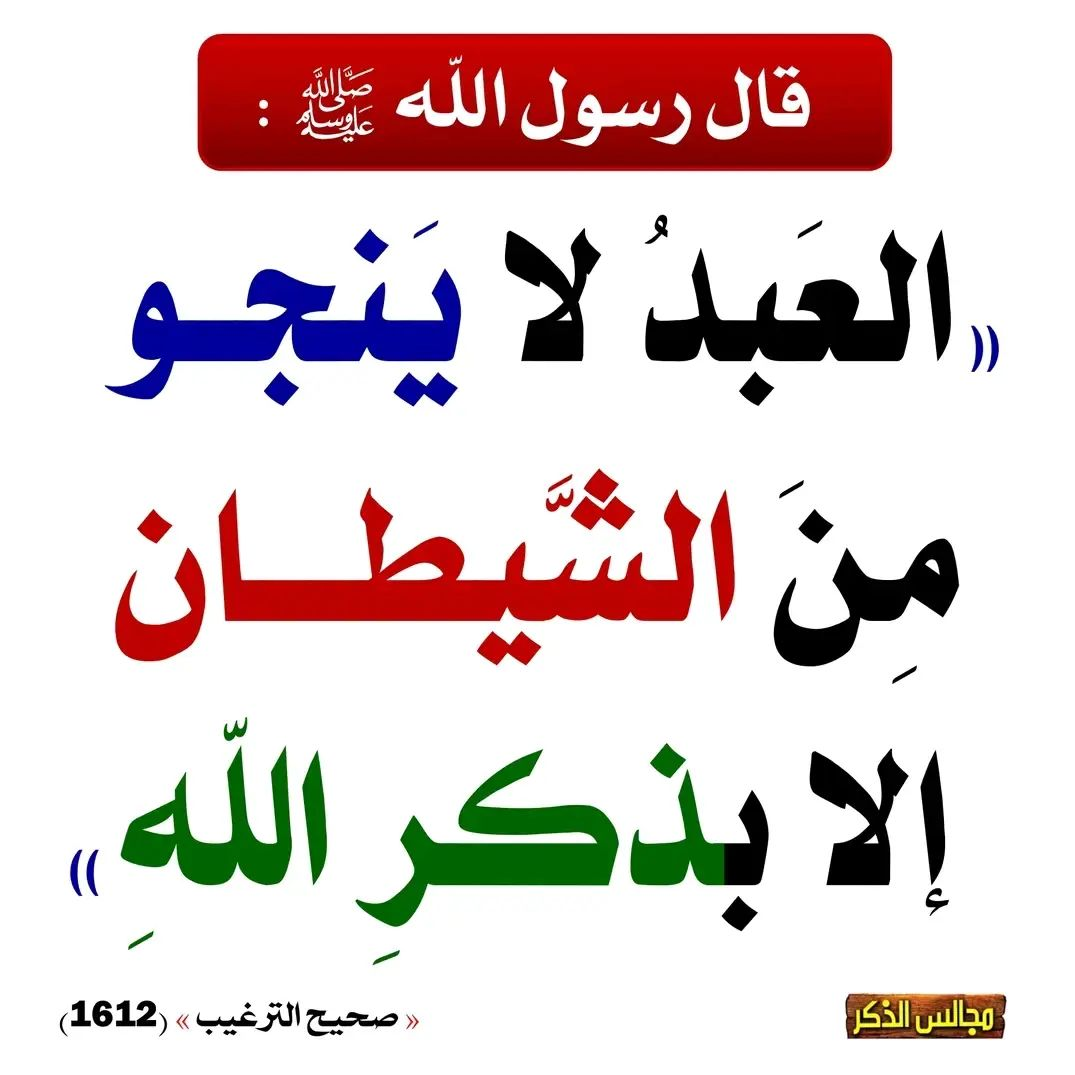 قال رسول الله ﷺ :
(( العَبدُ لا يَنجو
مِنَ الشَّيطان
إلا بذكرِ اللّهِ ))
« صحيح الترغيب » (1612)
مجالس الذكر